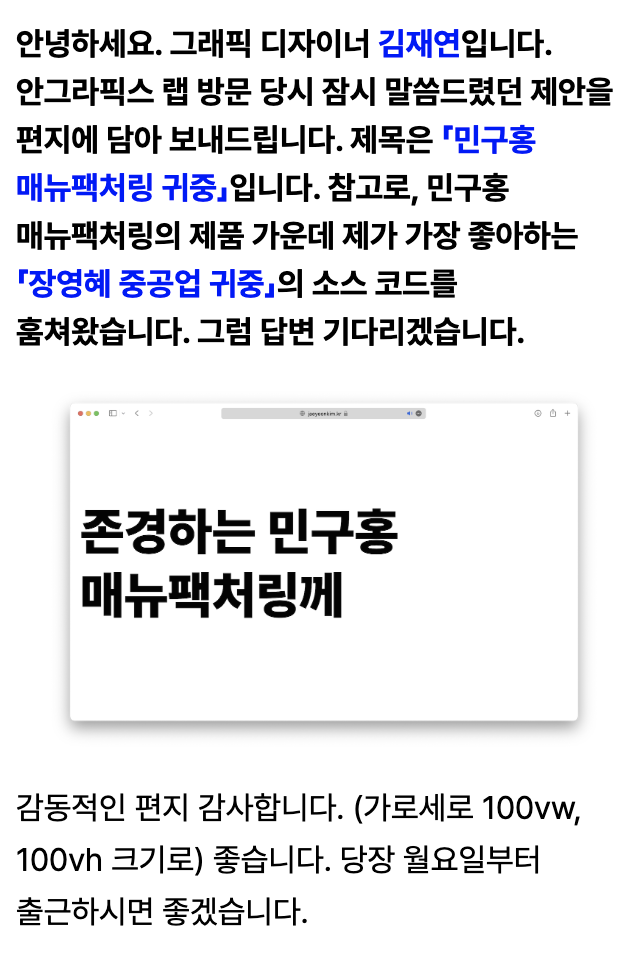 안녕하세요. 그래픽 디자이너 김재연입니다.
안그라픽스 랩 방문 당시 잠시 말씀드렸던 제안을
편지에 담아 보내드립니다. 제목은 「민구홍
매뉴팩처링 귀중」입니다. 참고로, 민구홍
매뉴팩처링의 제품 가운데 제가 가장 좋아하는
「장영혜 중공업 귀중」의 소스 코드를
훔쳐왔습니다. 그럼 답변 기다리겠습니다.
jaeyeonkim.kr
존경하는 민구홍
매뉴팩처링께
감동적인 편지 감사합니다. (가로세로 100vw,
100vh 크기로) 좋습니다. 당장 월요일부터
출근하시면 좋겠습니다.